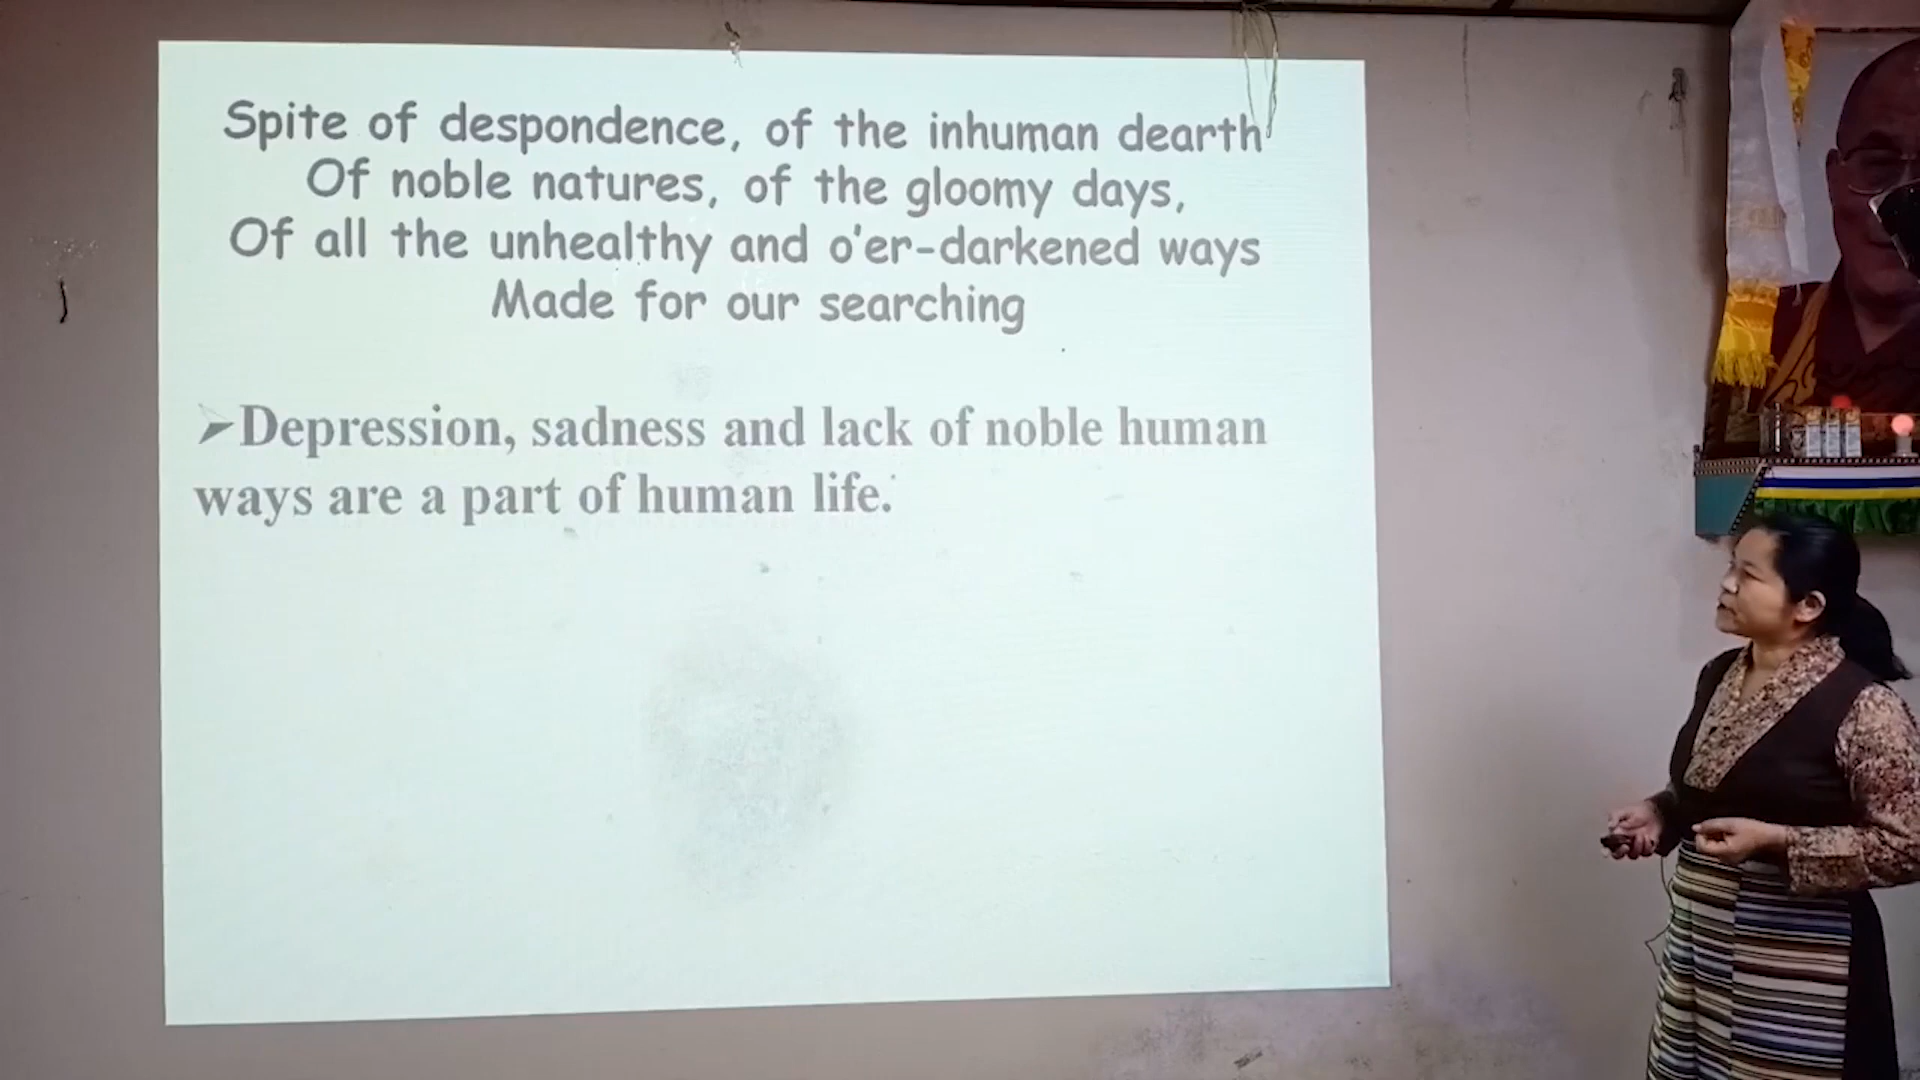 Spite of despondence, of the inhuman dearth
Of noble natures, of the gloomy days,
Of all the unhealthy and o'er-darkened ways
Made for our searching
➢Depression, sadness and lack of noble human
ways are a part of human life.